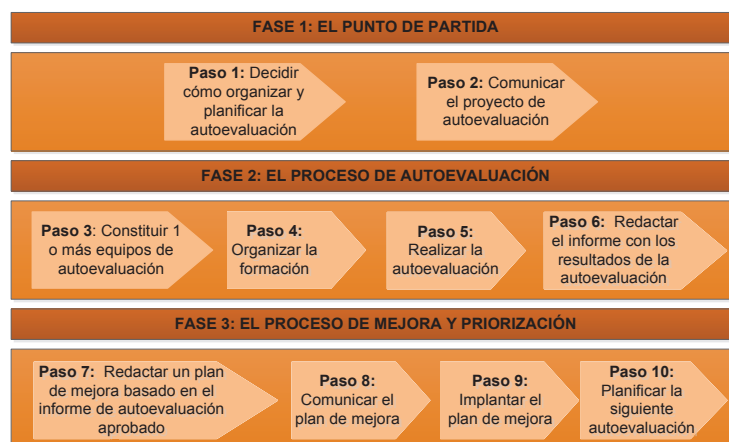 FASE 1: EL PUNTO DE PARTIDA
Paso 1: Decidir
cómo organizar y
planificar la
autoevaluación
Paso 2: Comunicar
el proyecto de
autoevaluación
FASE 2: EL PROCESO DE AUTOEVALUACIÓN
Paso 3: Constituir 1
o más equipos de
autoevaluación
Paso 4:
Organizar la
formación
Paso 5:
Realizar la
autoevaluación
Paso 6: Redactar
el informe con los
resultados de la
autoevaluación
FASE 3: EL PROCESO DE MEJORA Y PRIORIZACIÓN
Paso 7: Redactar un plan
de mejora basado en el
informe de autoevaluación
aprobado
Paso 8:
Comunicar el
plan de mejora
Paso 9:
Implantar el
plan de mejora
Paso 10:
Planificar la
siguiente
autoevaluación